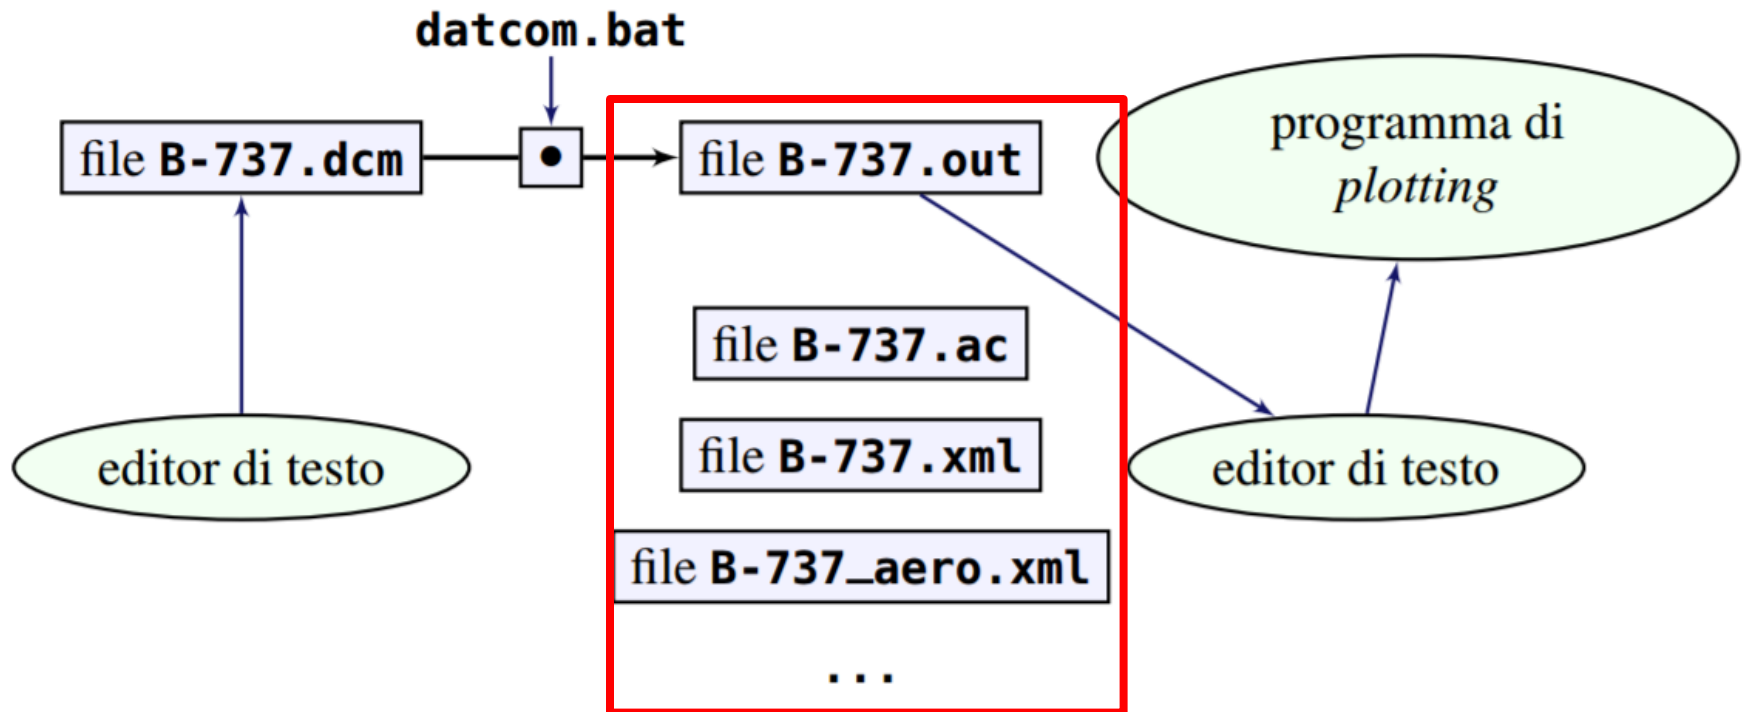 datcom.bat
file B-737.dcm
file B-737.out
programma di
plotting
file B-737.ac
file B-737.xml
editor di testo
editor di testo
file B-737_aero.xml
...